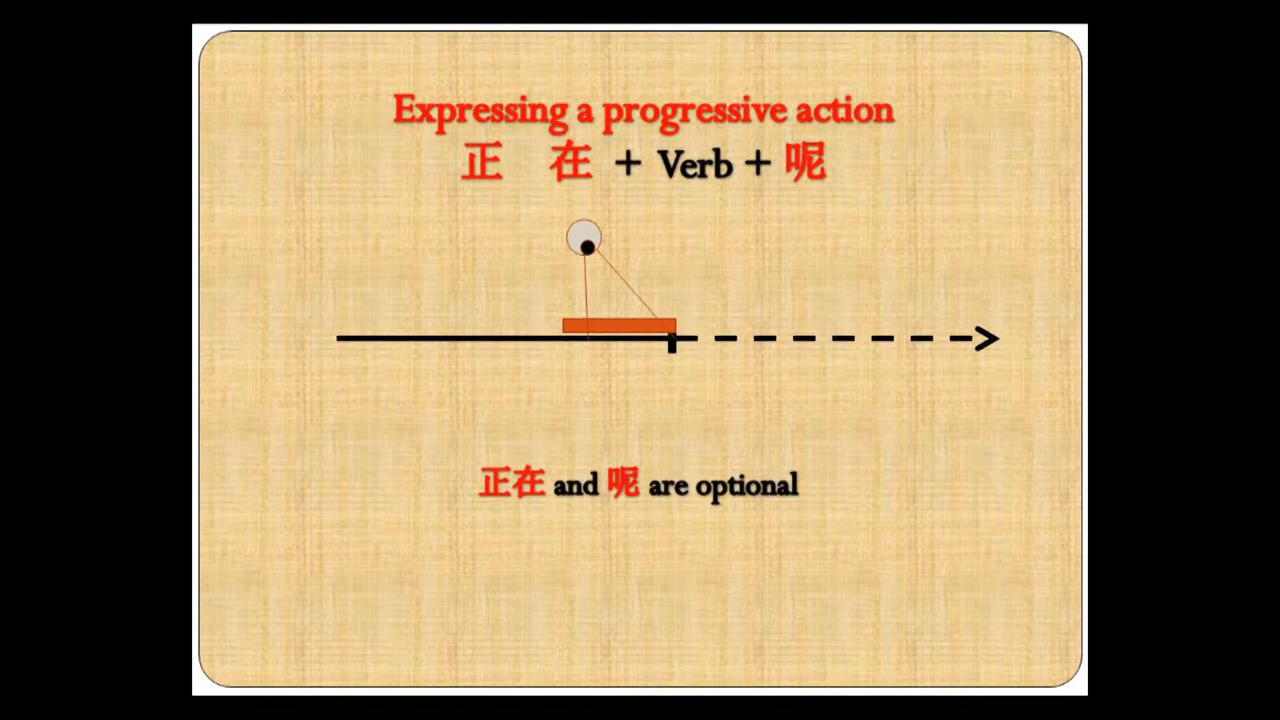 Expressing a progressive action
正 在 + Verb + 呢
正在 and 呢 are optional